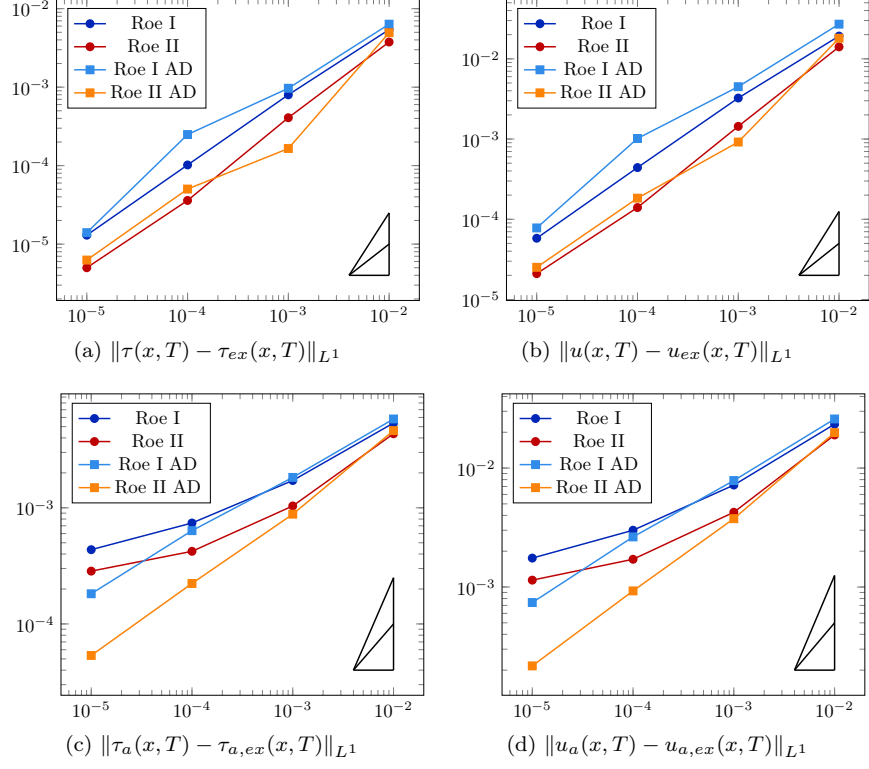 10⁻²
10⁻³
10⁻⁴
10⁻⁵
Roe I
Roe II
Roe I AD
Roe II AD
10⁻⁵ 10⁻⁴ 10⁻³ 10⁻²
(a) ‖τ(x, T) − τ_{ex}(x, T)‖_{L¹}
10⁻²
10⁻³
10⁻⁴
10⁻⁵
Roe I
Roe II
Roe I AD
Roe II AD
10⁻⁵ 10⁻⁴ 10⁻³ 10⁻²
(b) ‖u(x, T) − u_{ex}(x, T)‖_{L¹}
10⁻³
10⁻⁴
Roe I
Roe II
Roe I AD
Roe II AD
10⁻⁵ 10⁻⁴ 10⁻³ 10⁻²
(c) ‖τ_a(x, T) − τ_{a,ex}(x, T)‖_{L¹}
10⁻²
10⁻³
Roe I
Roe II
Roe I AD
Roe II AD
10⁻⁵ 10⁻⁴ 10⁻³ 10⁻²
(d) ‖u_a(x, T) − u_{a,ex}(x, T)‖_{L¹}